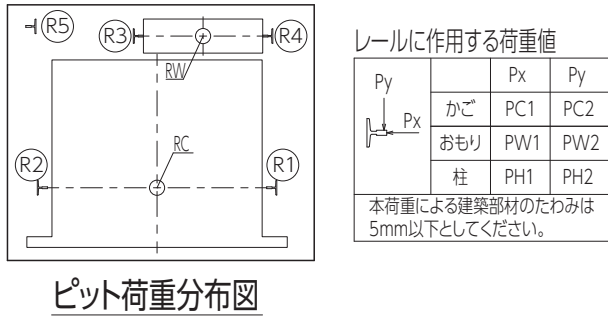 R5
R3
R4
RW
RC
R2
R1
ピット荷重分布図
レールに作用する荷重値
Py
Px
Px Py
かご PC1 PC2
おもり PW1 PW2
柱 PH1 PH2
本荷重による建築部材のたわみは
5mm以下としてください。